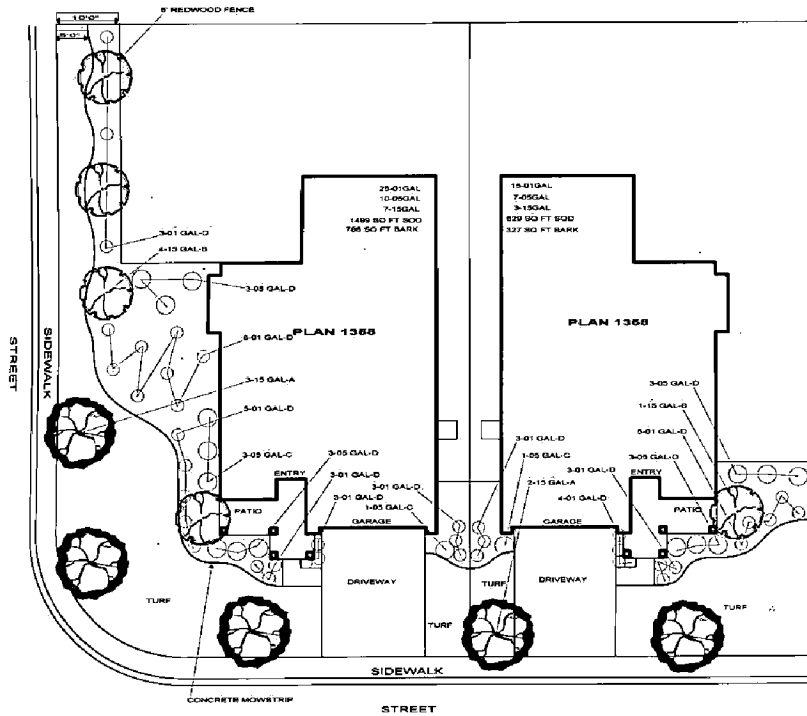 6' REDWOOD FENCE
10'0"
5'-0"
25-01GAL
10-05GAL
7-15GAL
1499 SQ FT SOD
766 SQ FT BARK
15-01GAL
7-05GAL
3-15GAL
629 SQ FT SOD
327 SQ FT BARK
3-01 GAL-D
4-15 GAL-B
3-05 GAL-D
PLAN 1368
PLAN 1368
6-01 GAL-D
STREET
SIDEWALK
3-15 GAL-A
3-05 GAL-D
1-15 GAL-B
5-01 GAL-D
5-01 GAL-D
3-05 GAL-C
3-05 GAL-D
3-01 GAL-D
1-05 GAL-C
3-05 GAL-D
ENTRY
3-01 GAL-D
3-01 GAL-D
3-01 GAL-D
ENTRY
2-15 GAL-A
3-01 GAL-D
1-05 GAL-C
4-01 GAL-D
PATIO
PATIO
GARAGE
GARAGE
DRIVEWAY
TURF
DRIVEWAY
TURF
TURF
TURF
SIDEWALK
CONCRETE MOWSTRIP
STREET